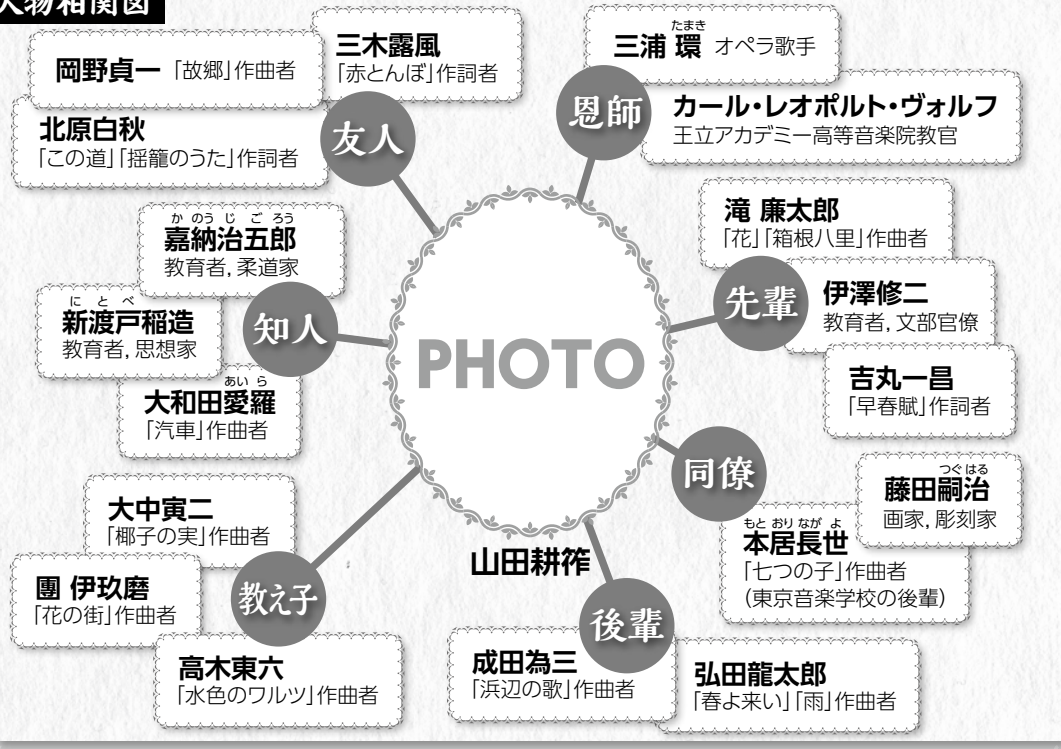 人物相関図
岡野貞一 「故郷」作曲者
三木露風
「赤とんぼ」作詞者
北原白秋
「この道」「揺籠のうた」作詞者
友人
たまき
三浦 環 オペラ歌手
カール・レオポルト・ヴォルフ
王立アカデミー高等音楽院教官
恩師
かのうじごろう
嘉納治五郎
教育者,柔道家
にとべ
新渡戸稲造
教育者,思想家
あいら
大和田愛羅
「汽車」作曲者
知人
滝 廉太郎
「花」「箱根八里」作曲者
伊澤修二
教育者,文部官僚
吉丸一昌
「早春賦」作詞者
先輩
PHOTO
山田耕筰
大中寅二
「椰子の実」作曲者
團 伊玖磨
「花の街」作曲者
高木東六
「水色のワルツ」作曲者
教え子
同僚
つぐはる
藤田嗣治
画家,彫刻家
もとおりながよ
本居長世
「七つの子」作曲者
(東京音楽学校の後輩)
後輩
成田為三
「浜辺の歌」作曲者
弘田龍太郎
「春よ来い」「雨」作曲者